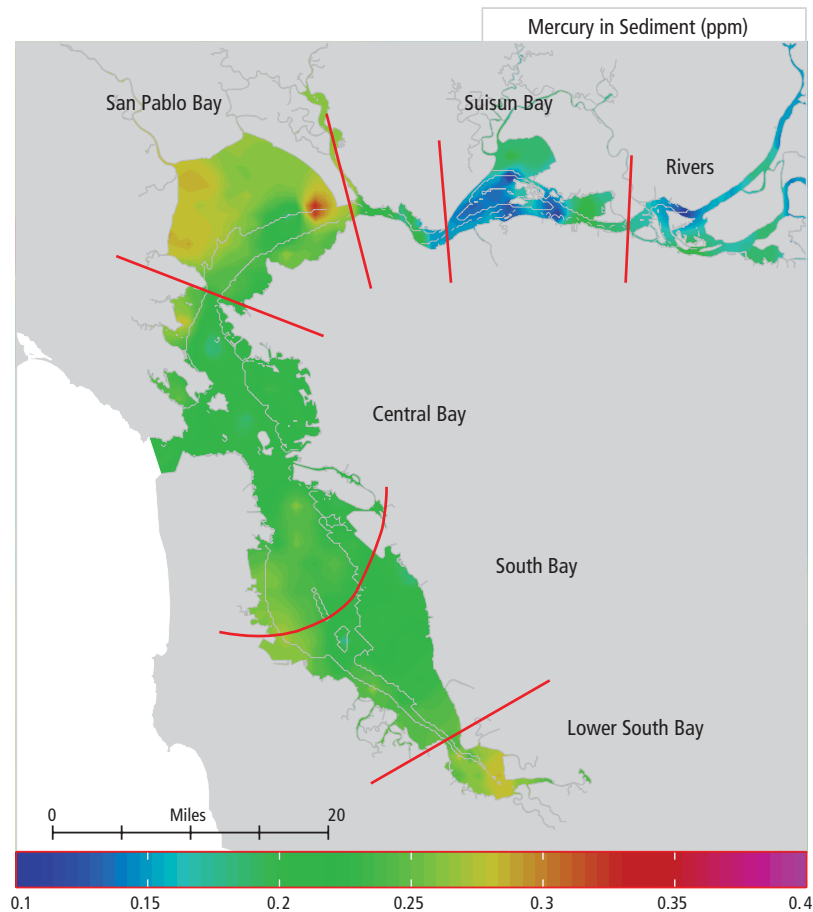 Mercury in Sediment (ppm)
San Pablo Bay
Suisun Bay
Rivers
Central Bay
South Bay
Lower South Bay
0 Miles 20
0.1 0.15 0.2 0.25 0.3 0.35 0.4